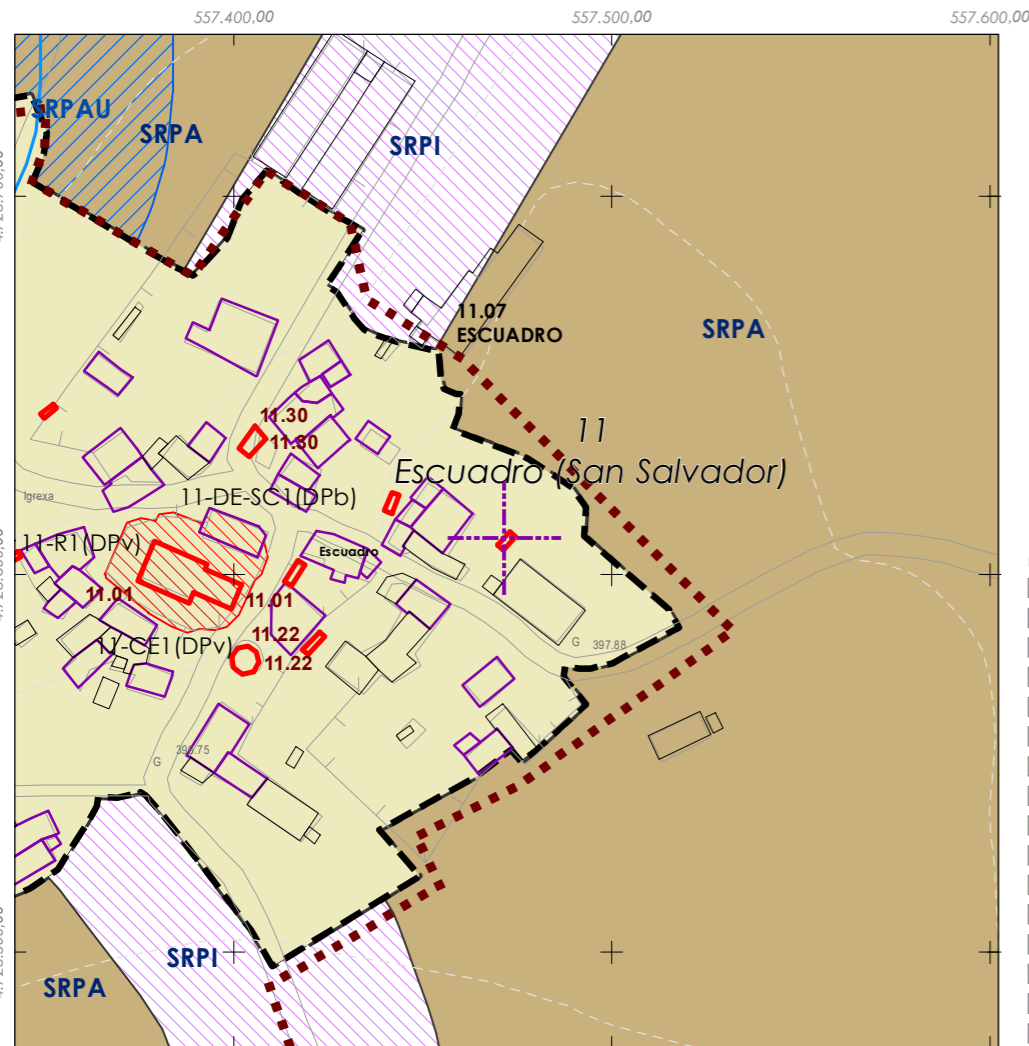 557.400,00
557.500,00
557.600,00
SRPAU
SRPA
SRPI
11.07
ESCUADRO
SRPA
11
Escuadro (San Salvador)
11.30
11.30
Igrexa
11-DE-SC1(DPb)
11-R1(DPv)
Escuadro
11.01
11.01
11.22
11-CE1(DPv)
11.22
G
397.88
G
SRPI
SRPA